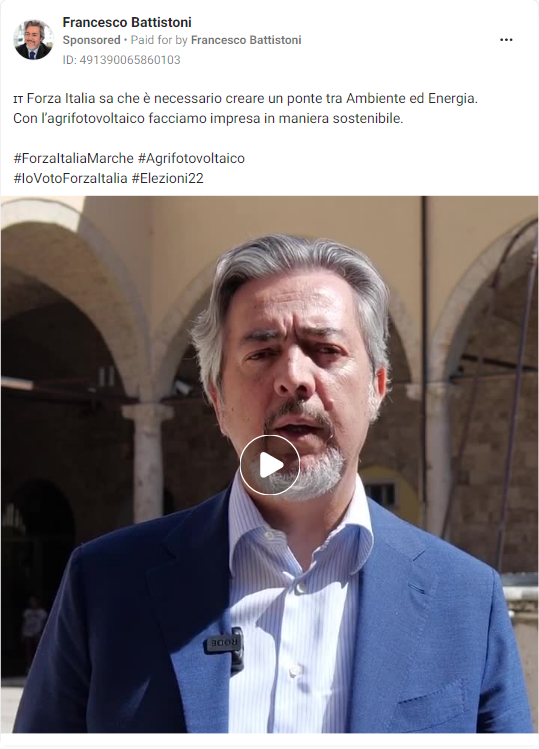 Francesco Battistoni
Sponsored • Paid for by Francesco Battistoni
ID: 491390065860103
IT Forza Italia sa che è necessario creare un ponte tra Ambiente ed Energia.
Con l’agrifotovoltaico facciamo impresa in maniera sostenibile.
#ForzaItaliaMarche #Agrifotovoltaico
#IoVotoForzaItalia #Elezioni22
RODE